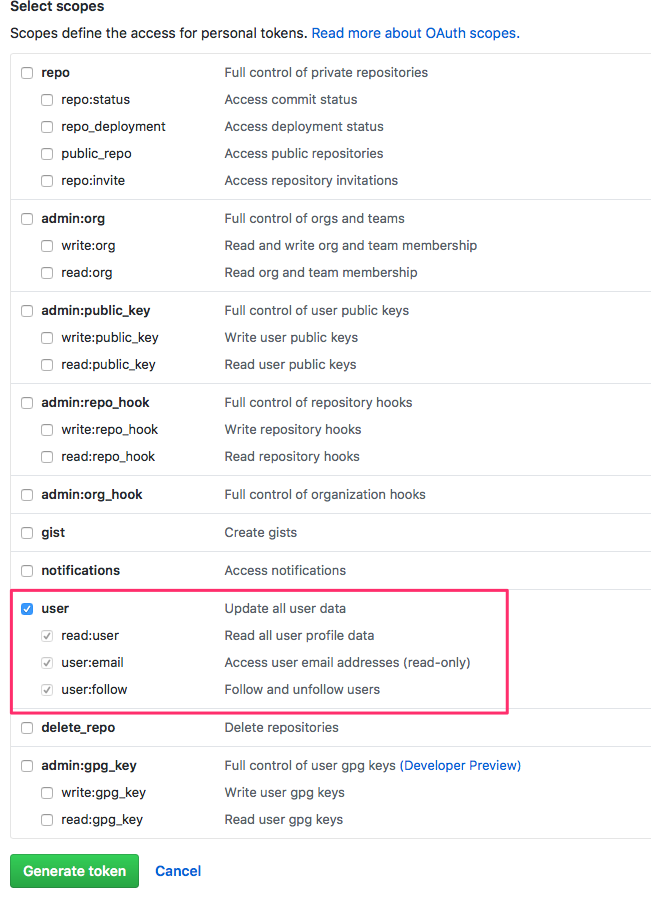 Select scopes
Scopes define the access for personal tokens. Read more about OAuth scopes.
repo Full control of private repositories
repo:status Access commit status
repo_deployment Access deployment status
public_repo Access public repositories
repo:invite Access repository invitations
admin:org Full control of orgs and teams
write:org Read and write org and team membership
read:org Read org and team membership
admin:public_key Full control of user public keys
write:public_key Write user public keys
read:public_key Read user public keys
admin:repo_hook Full control of repository hooks
write:repo_hook Write repository hooks
read:repo_hook Read repository hooks
admin:org_hook Full control of organization hooks
gist Create gists
notifications Access notifications
user Update all user data
read:user Read all user profile data
user:email Access user email addresses (read-only)
user:follow Follow and unfollow users
delete_repo Delete repositories
admin:gpg_key Full control of user gpg keys (Developer Preview)
write:gpg_key Write user gpg keys
read:gpg_key Read user gpg keys
Generate token Cancel